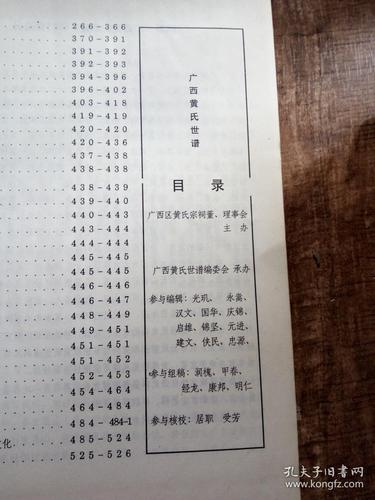 266-366
370-391
391-392
392-393
394-396
396-402
403-418
419-419
420-420
420-436
437-438
438-438
438-439
439-440
440-443
443-444
444-444
445-445
445-445
446-446
446-447
448-449
449-451
451-451
451-452
452-453
454-464
464-484
484-484-1
化 485-524
525-526
广西黄氏世谱
目录
广西区黄氏宗祠董、理事会
主办
广西黄氏世谱编委会 承办
参与编辑:光玑、 永嵩、
汉文、国华、庆锦、
启雄、锦坚、元进、
建文、侠民、忠源、
参与组稿:润槐、甲春、
经龙、康邦、明仁
参与核校:居职 受芳
孔夫子旧书网
www.kongfz.com